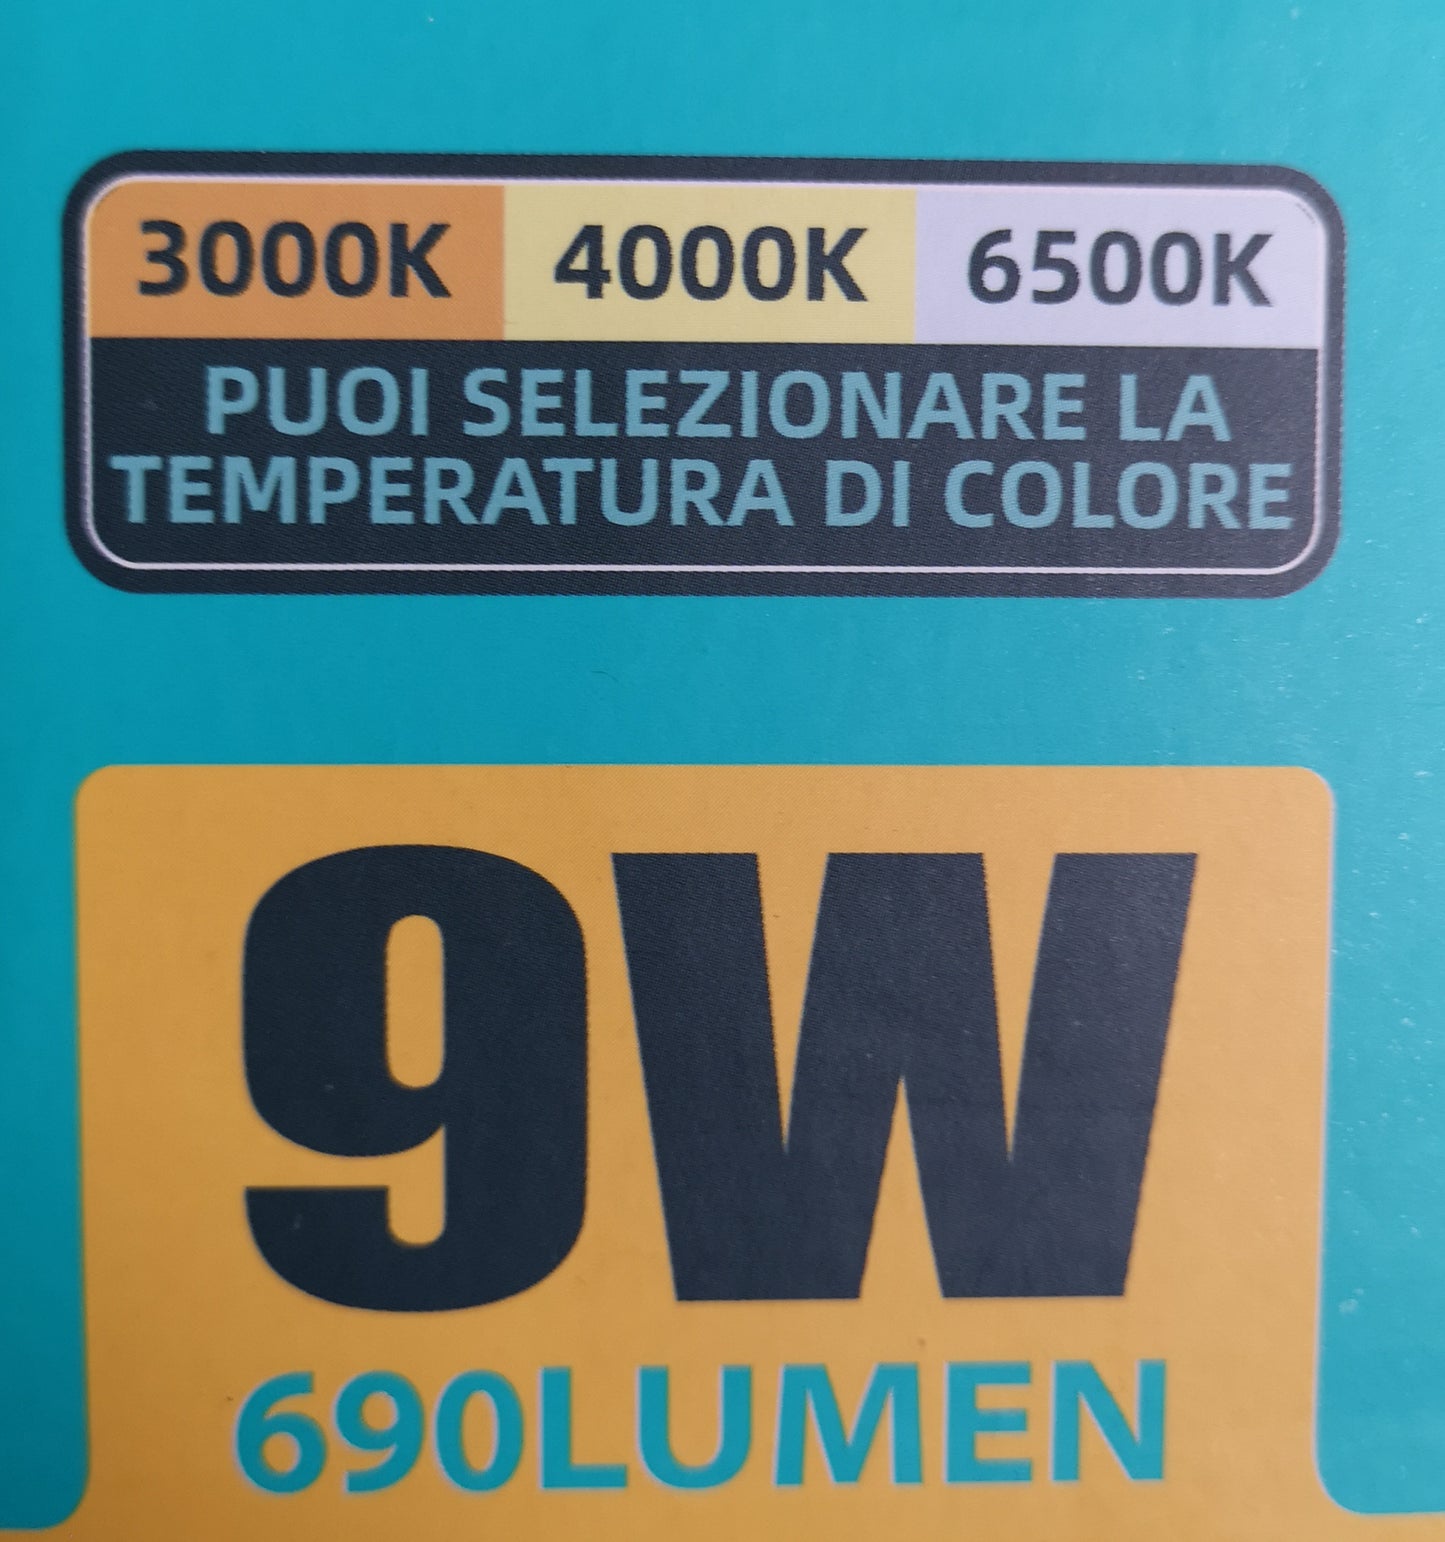 3000K 4000K 6500K
PUOI SELEZIONARE LA
TEMPERATURA DI COLORE
9W
690LUMEN